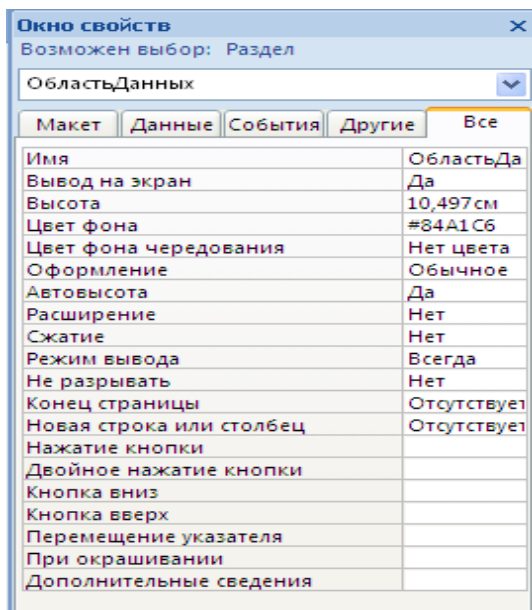 Окно свойств
Возможен выбор: Раздел
ОбластьДанных
Макет Данные События Другие Все
Имя ОбластьДа
Вывод на экран Да
Высота 10,497см
Цвет фона #84A1C6
Цвет фона чередования Нет цвета
Оформление Обычное
Автовысота Да
Расширение Нет
Сжатие Нет
Режим вывода Всегда
Не разрывать Нет
Конец страницы Отсутствует
Новая строка или столбец Отсутствует
Нажатие кнопки
Двойное нажатие кнопки
Кнопка вниз
Кнопка вверх
Перемещение указателя
При окрашивании
Дополнительные сведения